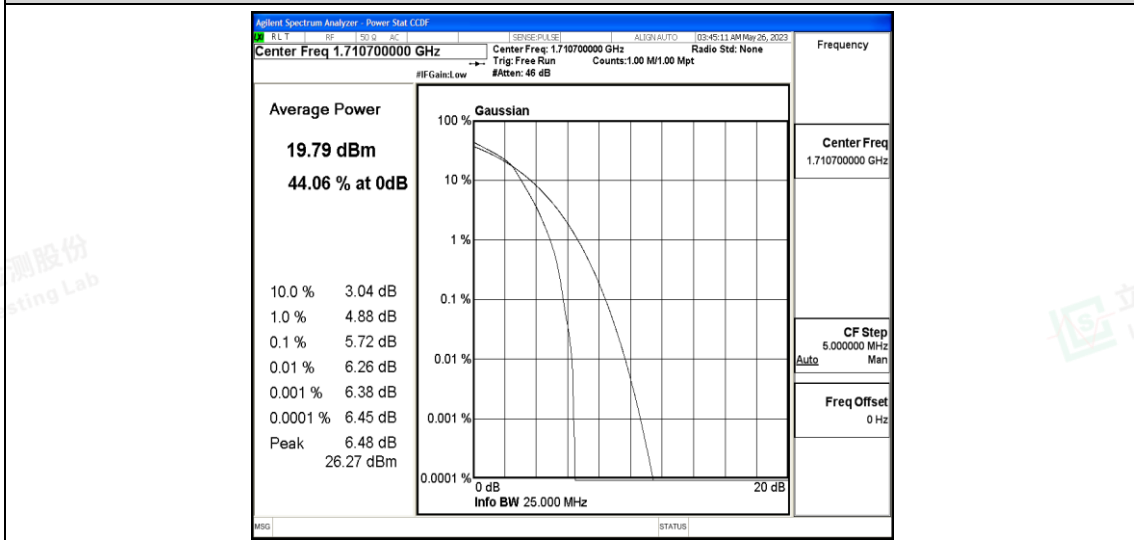 Agilent Spectrum Analyzer - Power Stat CCDF
RLT RF 50 Ω AC SENSE:PULSE ALIGN AUTO 03:45:11 AM May 26, 2023
Center Freq 1.710700000 GHz
Center Freq: 1.710700000 GHz Radio Std: None
Trig: Free Run Counts:1.00 M/1.00 Mpt
#IFGain:Low #Atten: 46 dB
Frequency
Average Power
19.79 dBm
44.06 % at 0dB
10.0 % 3.04 dB
1.0 % 4.88 dB
0.1 % 5.72 dB
0.01 % 6.26 dB
0.001 % 6.38 dB
0.0001 % 6.45 dB
Peak 6.48 dB
26.27 dBm
Gaussian
100 %
10 %
1 %
0.1 %
0.01 %
0.001 %
0.0001 %
0 dB 20 dB
Info BW 25.000 MHz
Center Freq
1.710700000 GHz
CF Step
5.000000 MHz
Auto Man
Freq Offset
0 Hz
MSG STATUS
测股份
sting Lab
立